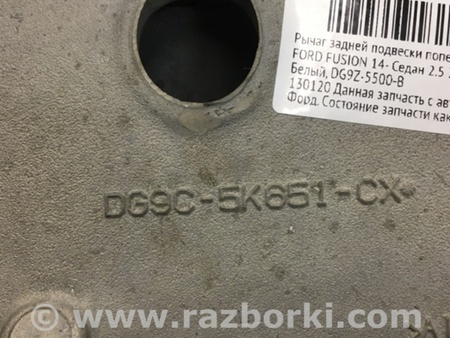 Рычаг задней подвески попе
FORD FUSION 14- Седан 2.5
Белый, DG9Z-5500-B
130120 Данная запчасть с ав
Форд. Состояние запчасти как
DG9C-5K651-CX
www.razborki.com